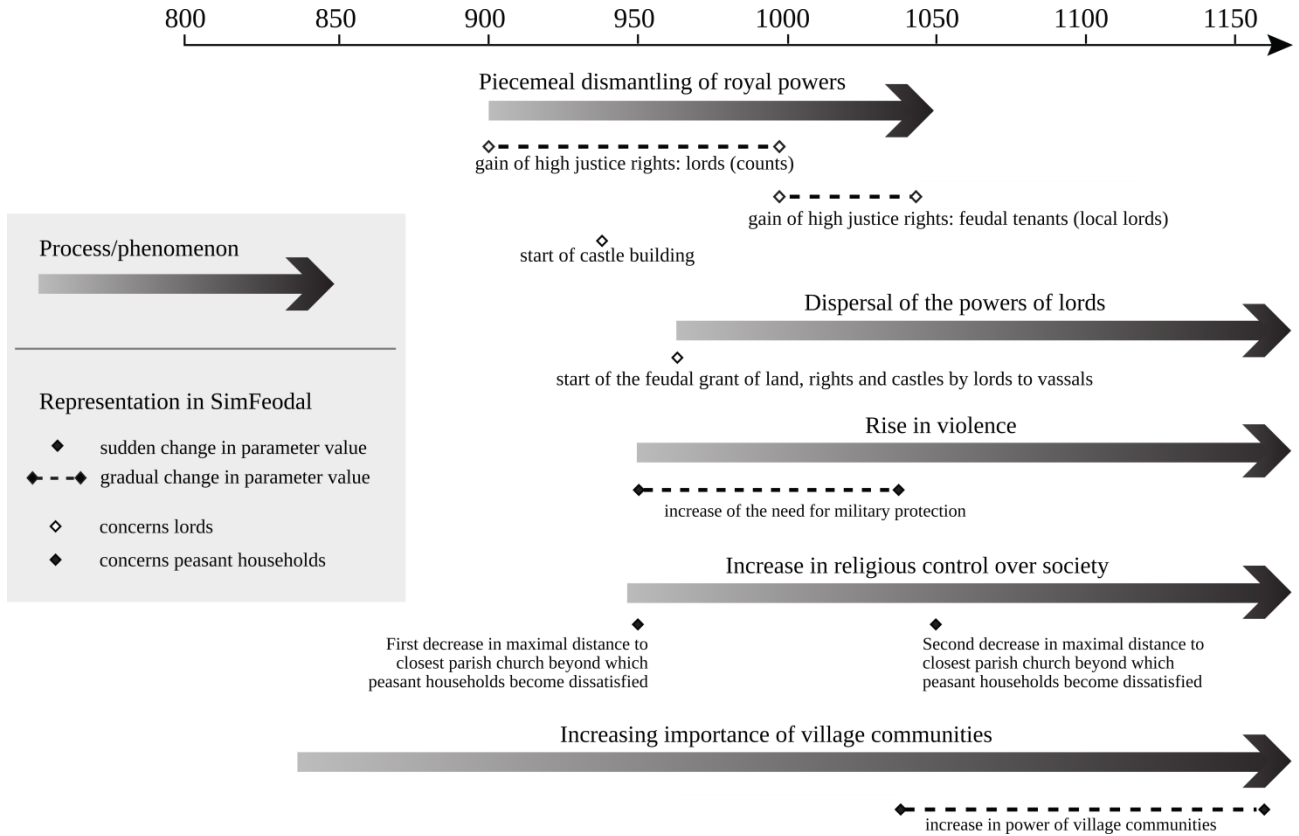 800 850 900 950 1000 1050 1100 1150
Piecemeal dismantling of royal powers
gain of high justice rights: lords (counts)
gain of high justice rights: feudal tenants (local lords)
start of castle building
Process/phenomenon
Representation in SimFeodal
sudden change in parameter value
gradual change in parameter value
concerns lords
concerns peasant households
Dispersal of the powers of lords
start of the feudal grant of land, rights and castles by lords to vassals
Rise in violence
increase of the need for military protection
Increase in religious control over society
First decrease in maximal distance to
closest parish church beyond which
peasant households become dissatisfied
Second decrease in maximal distance to
closest parish church beyond which
peasant households become dissatisfied
Increasing importance of village communities
increase in power of village communities